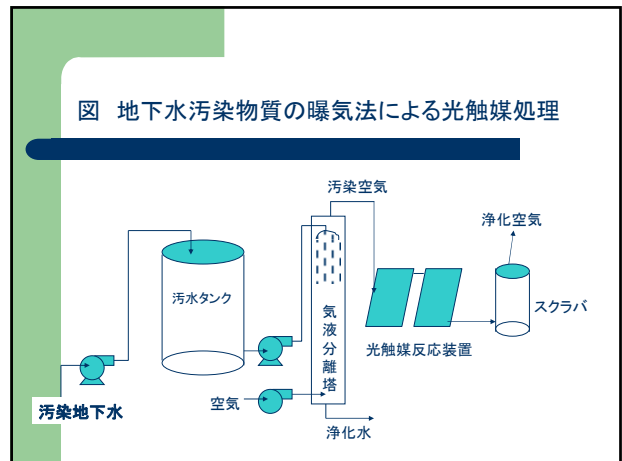 図 地下水汚染物質の曝気法による光触媒処理
汚染空気
浄化空気
汚水タンク
気液分離塔
スクラバ
光触媒反応装置
汚染地下水
空気
浄化水